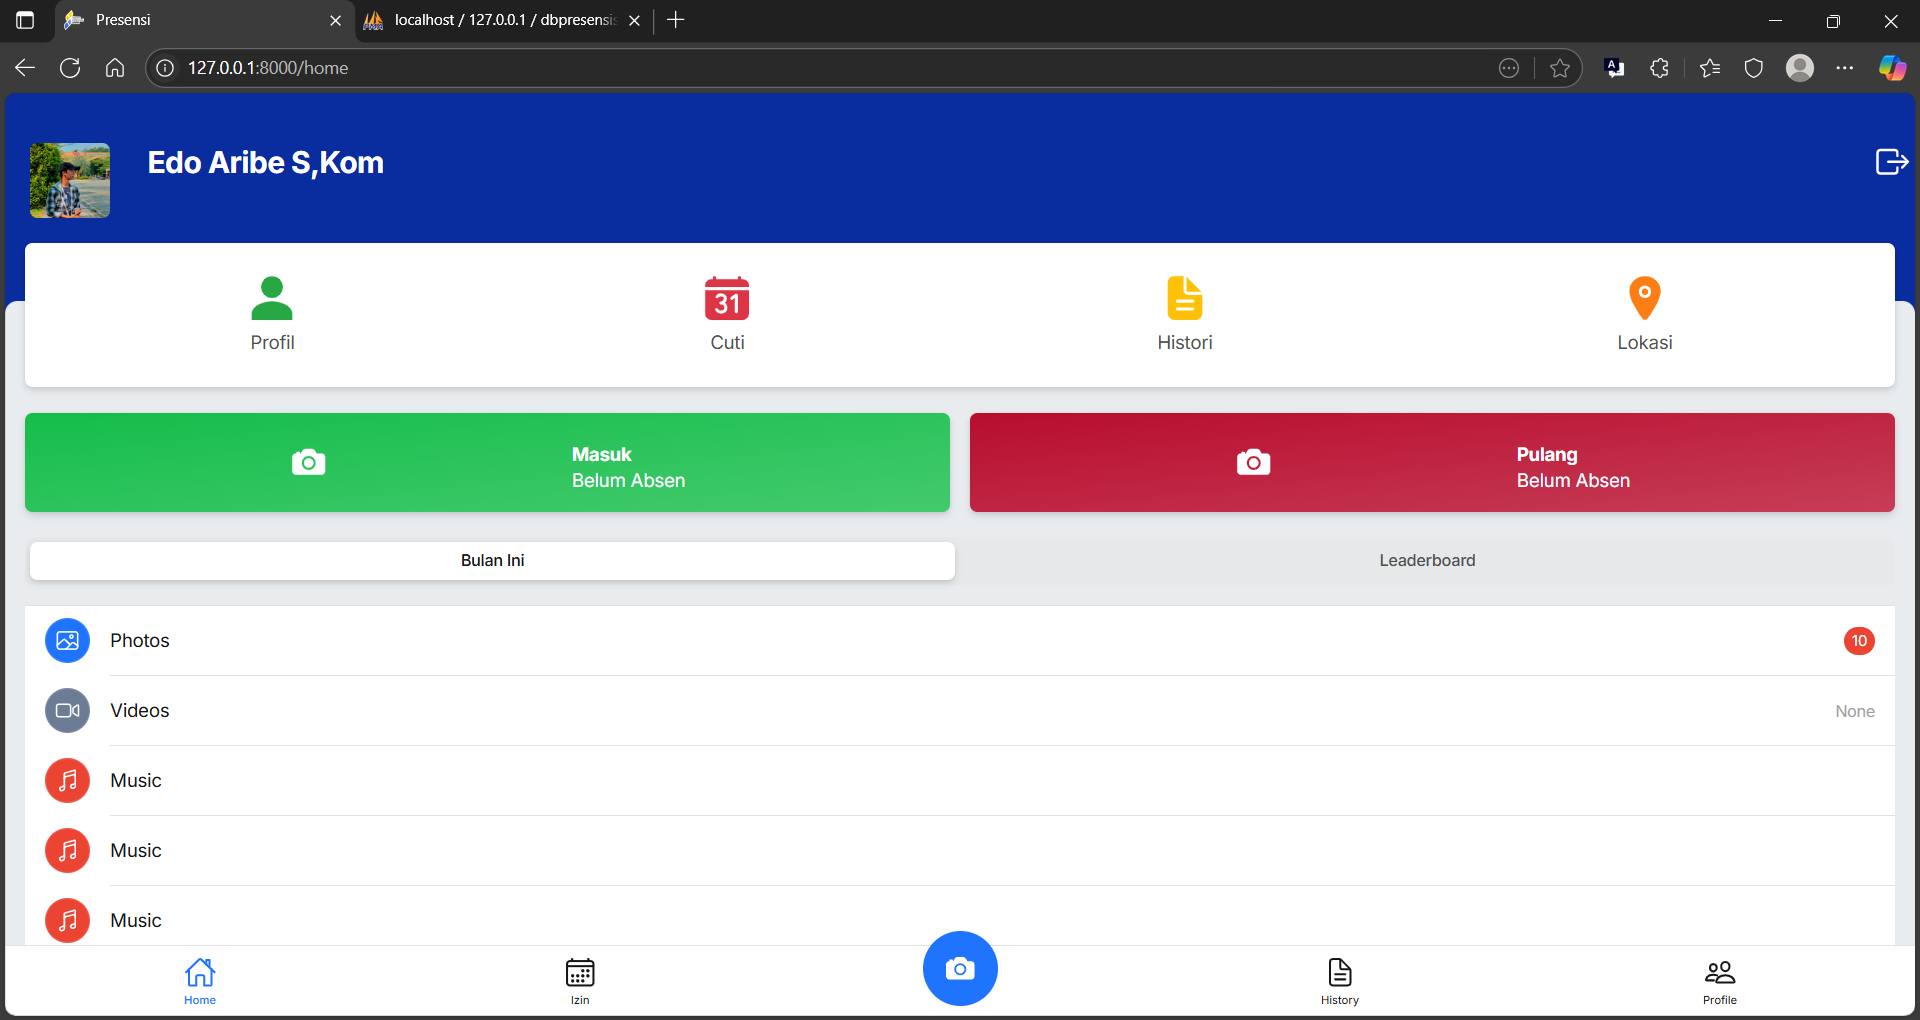 Presensi
localhost / 127.0.0.1 / dbpresensis
127.0.0.1:8000/home
Edo Aribe S,Kom
Profil
31
Cuti
Histori
Lokasi
Masuk
Belum Absen
Pulang
Belum Absen
Bulan Ini
Leaderboard
Photos
10
Videos
None
Music
Music
Music
Home
Izin
History
Profile